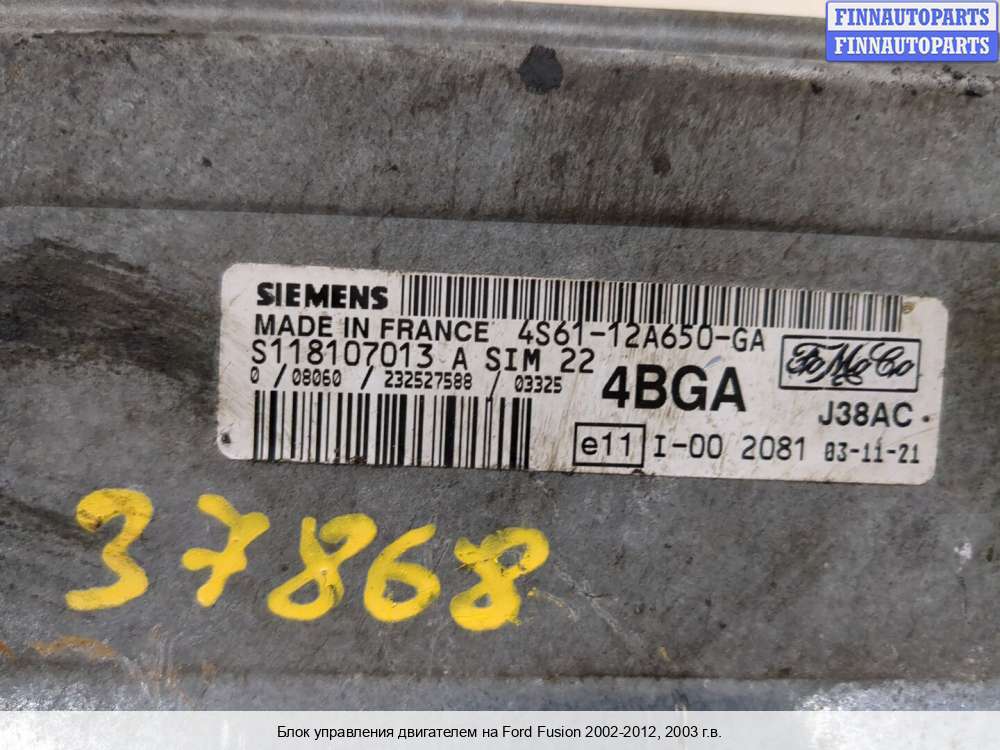 FINNAUTOPARTS
FINNAUTOPARTS
SIEMENS
MADE IN FRANCE 4S61-12A650-GA
S118107013 A SIM 22
0 / 08060 / 232527588 / 03325
4BGA
FoMoCo
J38AC
e11 I-00 2081 03-11-21
37868
Блок управления двигателем на Ford Fusion 2002-2012, 2003 г.в.